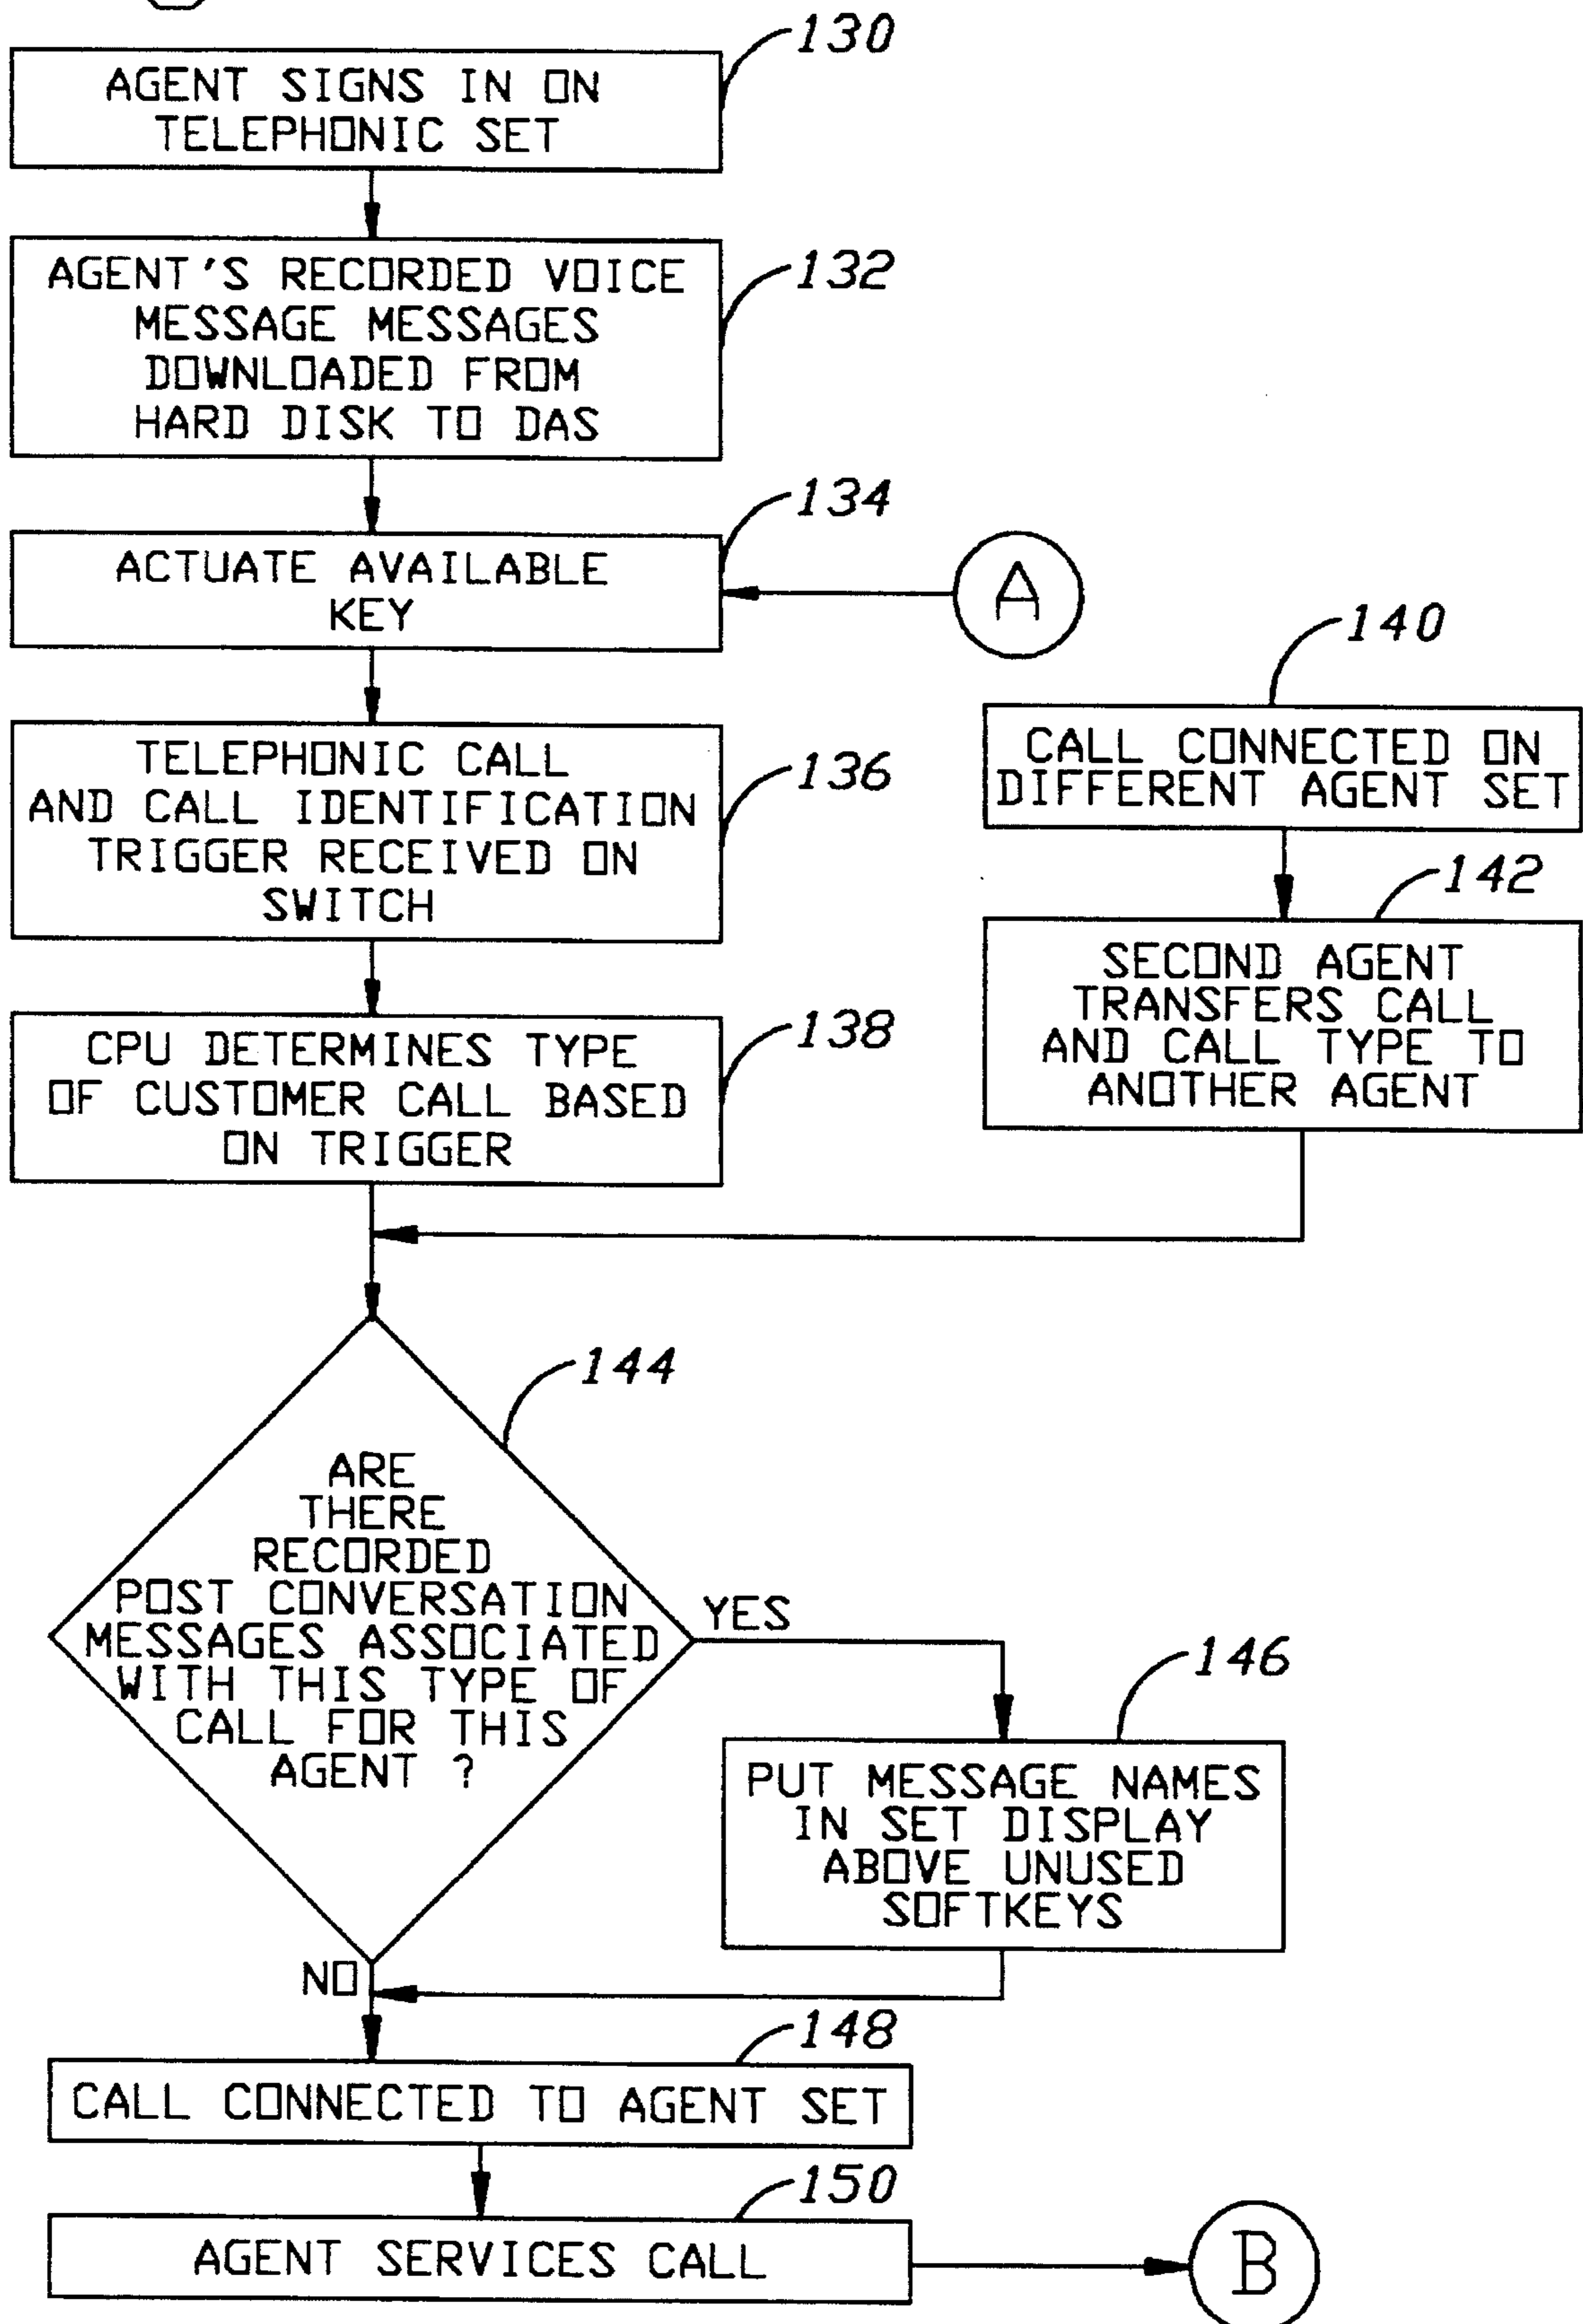 130
AGENT SIGNS IN ON
TELEPHONIC SET
132
AGENT'S RECORDED VOICE
MESSAGE MESSAGES
DOWNLOADED FROM
HARD DISK TO DAS
134
ACTUATE AVAILABLE
KEY
A
136
TELEPHONIC CALL
AND CALL IDENTIFICATION
TRIGGER RECEIVED ON
SWITCH
138
CPU DETERMINES TYPE
OF CUSTOMER CALL BASED
ON TRIGGER
140
CALL CONNECTED ON
DIFFERENT AGENT SET
142
SECOND AGENT
TRANSFERS CALL
AND CALL TYPE TO
ANOTHER AGENT
144
ARE
THERE
RECORDED
POST CONVERSATION
MESSAGES ASSOCIATED
WITH THIS TYPE OF
CALL FOR THIS
AGENT ?
YES
146
PUT MESSAGE NAMES
IN SET DISPLAY
ABOVE UNUSED
SOFTKEYS
NO
148
CALL CONNECTED TO AGENT SET
150
AGENT SERVICES CALL
B